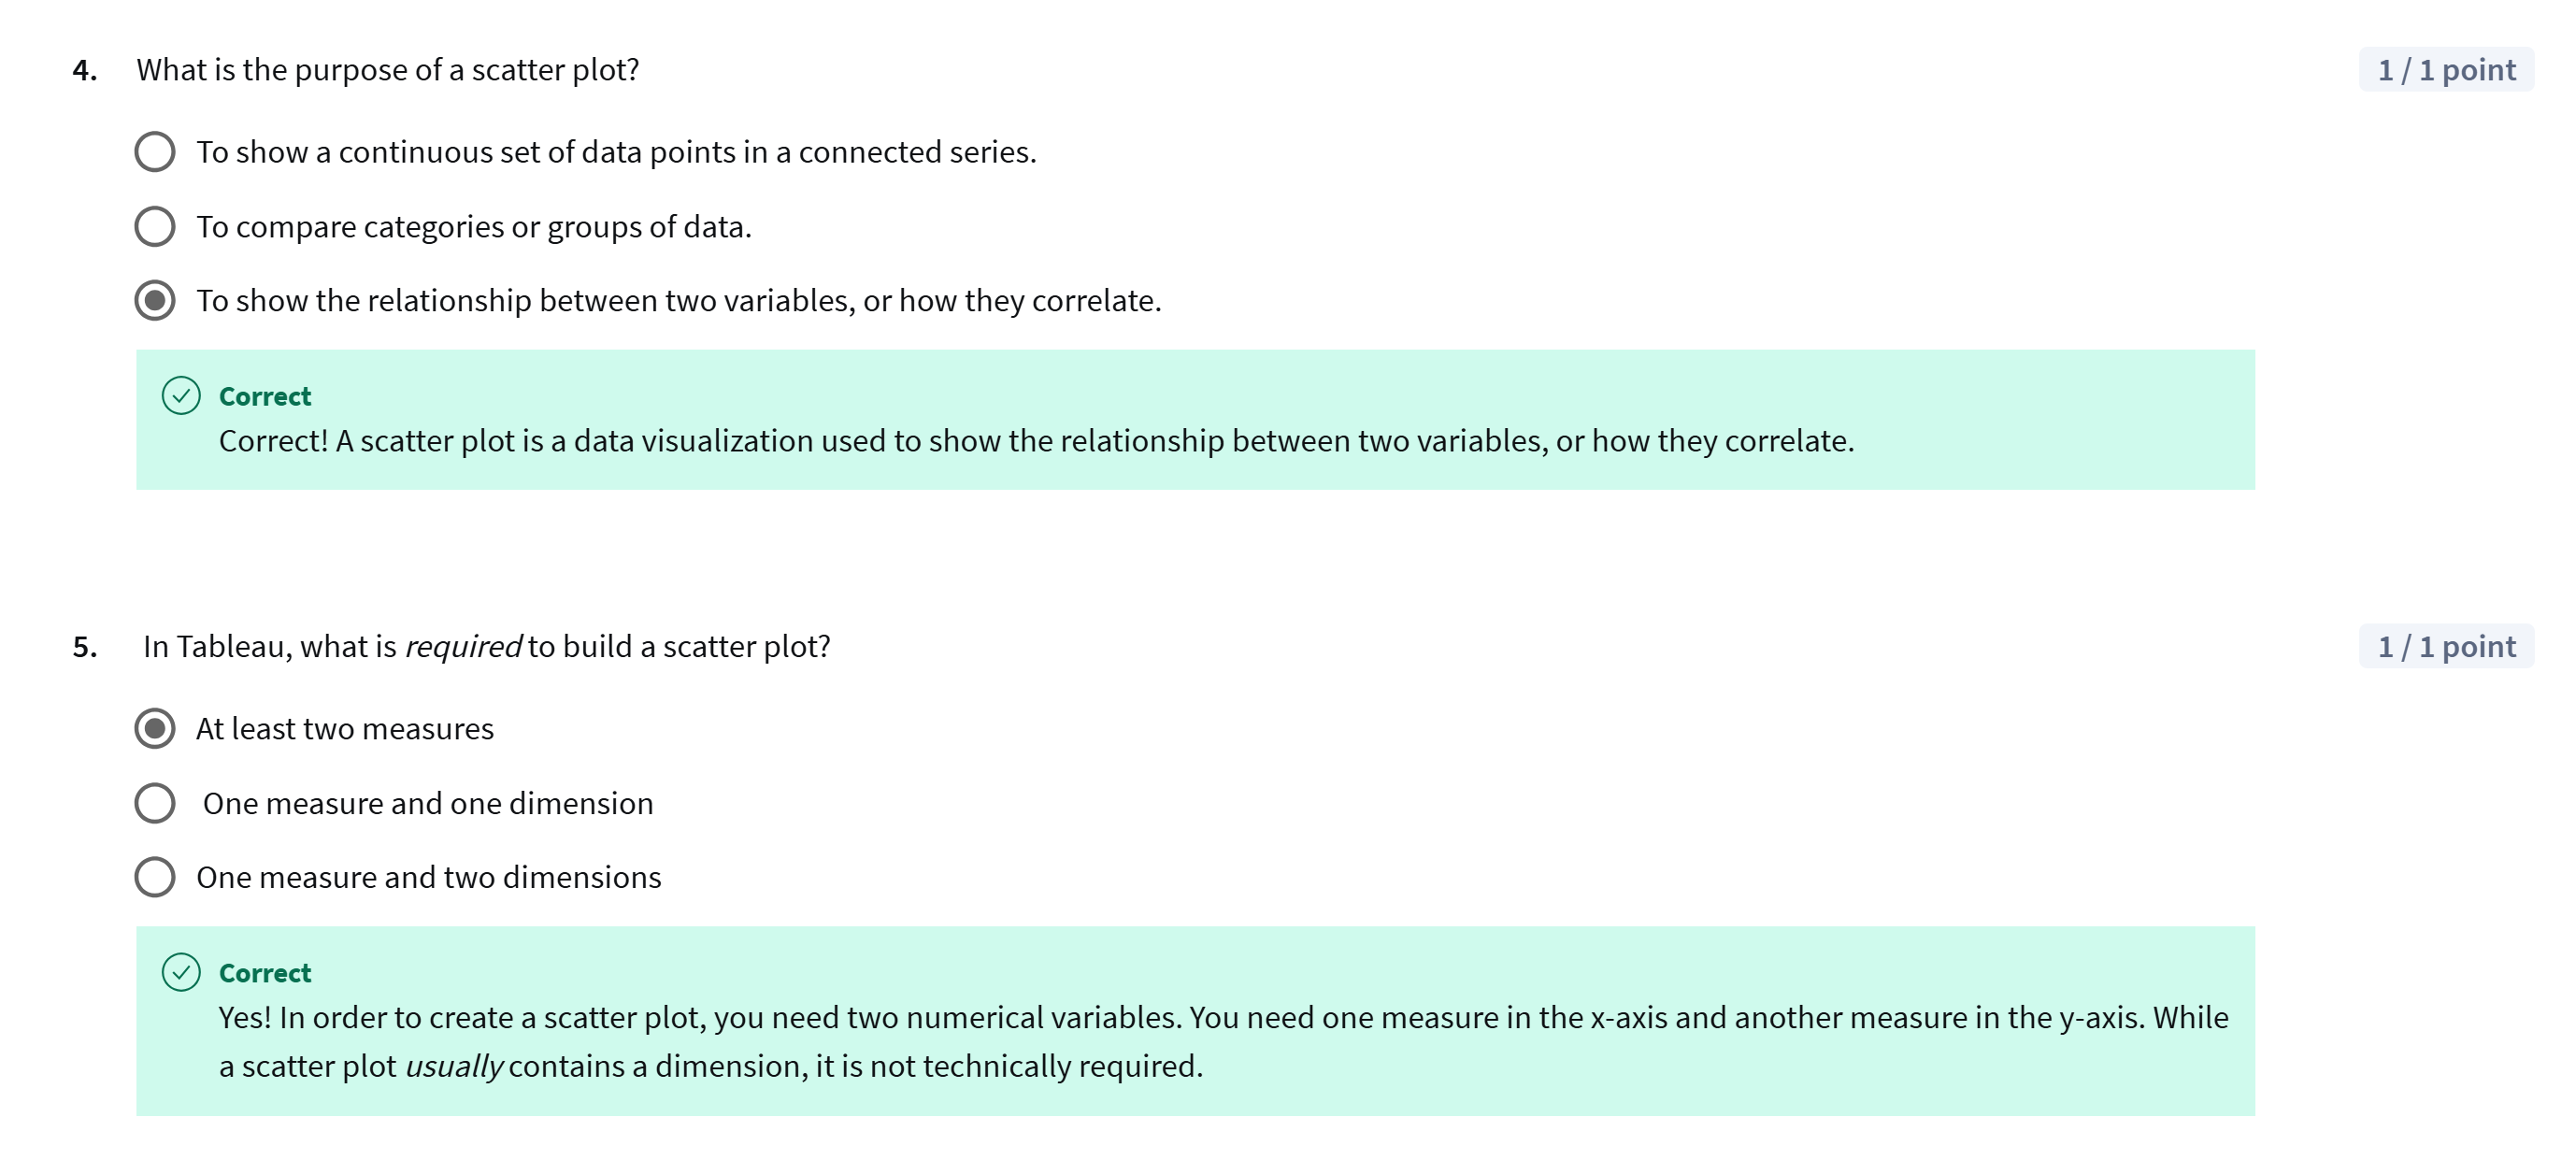 4. What is the purpose of a scatter plot? 1 / 1 point
To show a continuous set of data points in a connected series.
To compare categories or groups of data.
To show the relationship between two variables, or how they correlate.
Correct
Correct! A scatter plot is a data visualization used to show the relationship between two variables, or how they correlate.
5. In Tableau, what is required to build a scatter plot? 1 / 1 point
At least two measures
One measure and one dimension
One measure and two dimensions
Correct
Yes! In order to create a scatter plot, you need two numerical variables. You need one measure in the x-axis and another measure in the y-axis. While
a scatter plot usually contains a dimension, it is not technically required.